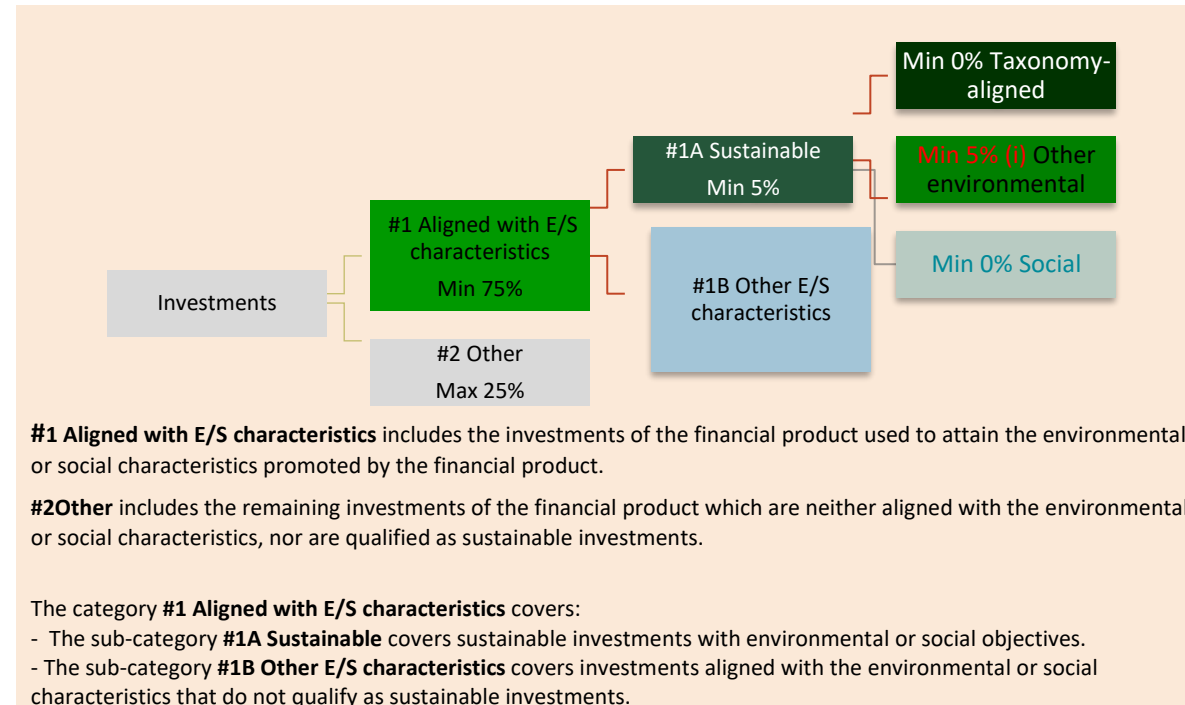 Min 0% Taxonomy-
aligned
#1A Sustainable
Min 5%
Min 5% (i) Other
environmental
#1 Aligned with E/S
characteristics
Min 75%
Min 0% Social
Investments
#1B Other E/S
characteristics
#2 Other
Max 25%
#1 Aligned with E/S characteristics includes the investments of the financial product used to attain the environmental
or social characteristics promoted by the financial product.
#2Other includes the remaining investments of the financial product which are neither aligned with the environmental
or social characteristics, nor are qualified as sustainable investments.
The category #1 Aligned with E/S characteristics covers:
- The sub-category #1A Sustainable covers sustainable investments with environmental or social objectives.
- The sub-category #1B Other E/S characteristics covers investments aligned with the environmental or social
characteristics that do not qualify as sustainable investments.